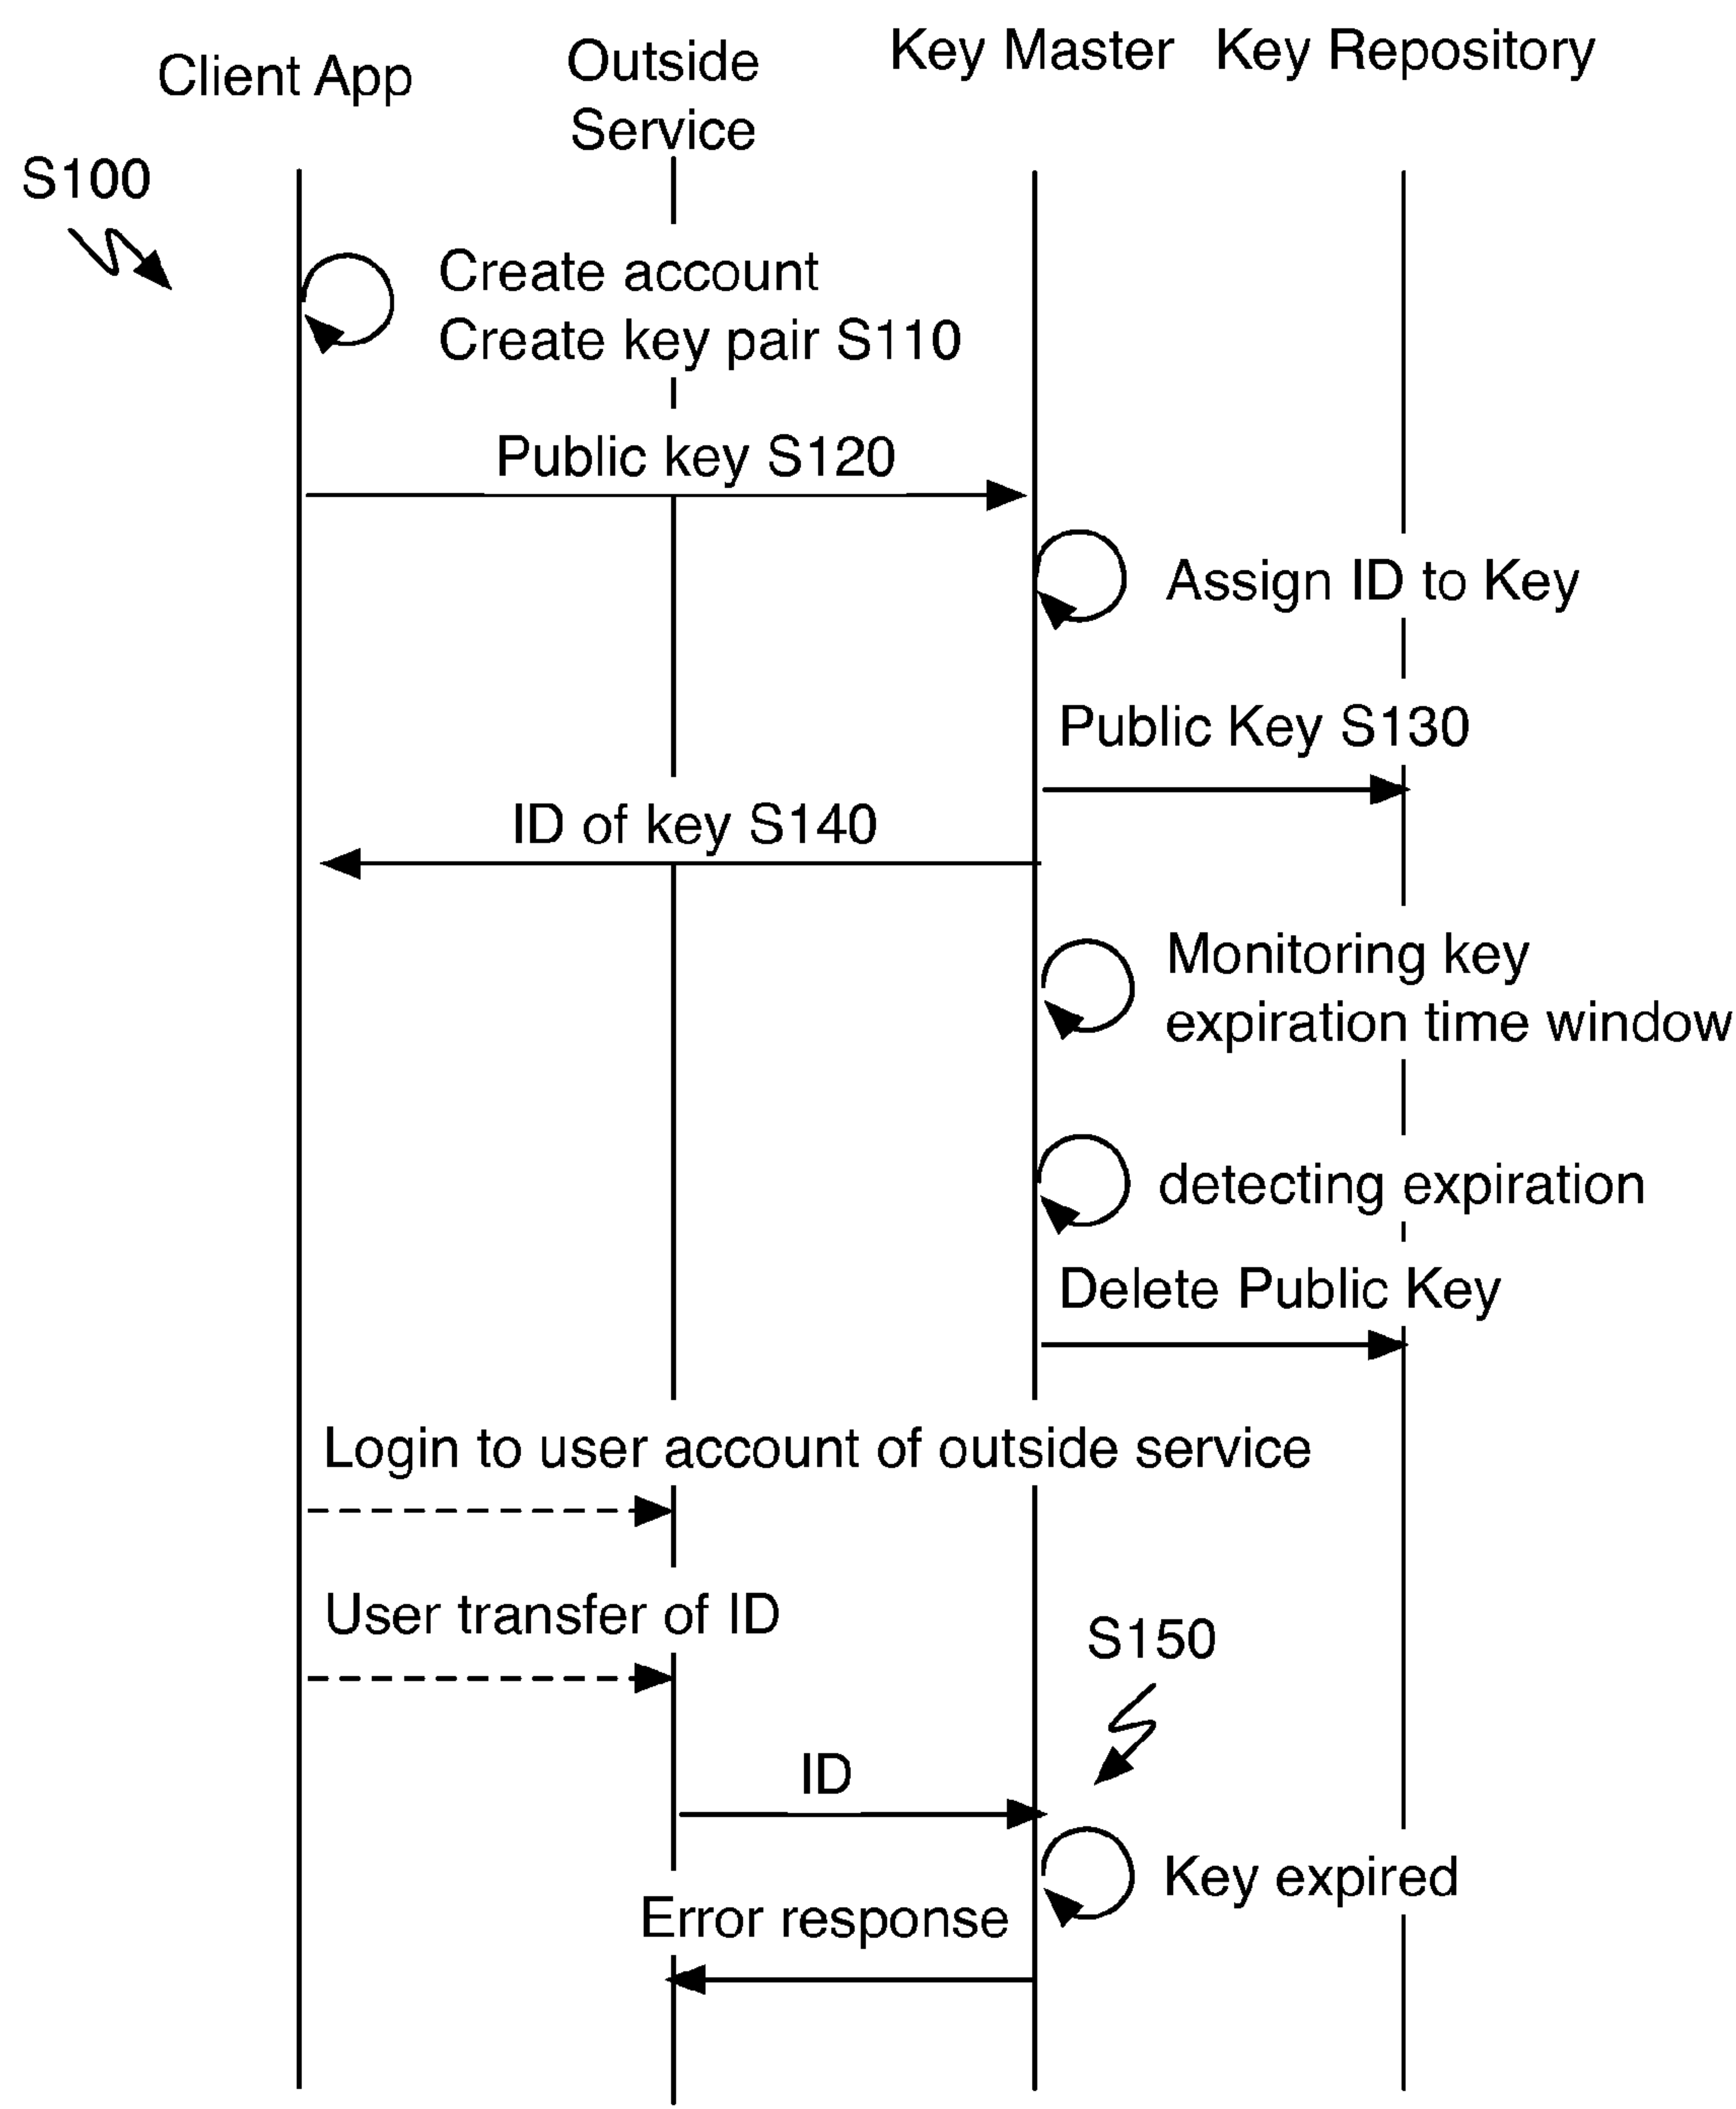 Client App
Outside
Service
Key Master
Key Repository
S100
Create account
Create key pair S110
Public key S120
Assign ID to Key
Public Key S130
ID of key S140
Monitoring key
expiration time window
detecting expiration
Delete Public Key
Login to user account of outside service
User transfer of ID
S150
ID
Key expired
Error response